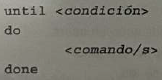 until <condición>
do
<comando/s>
done